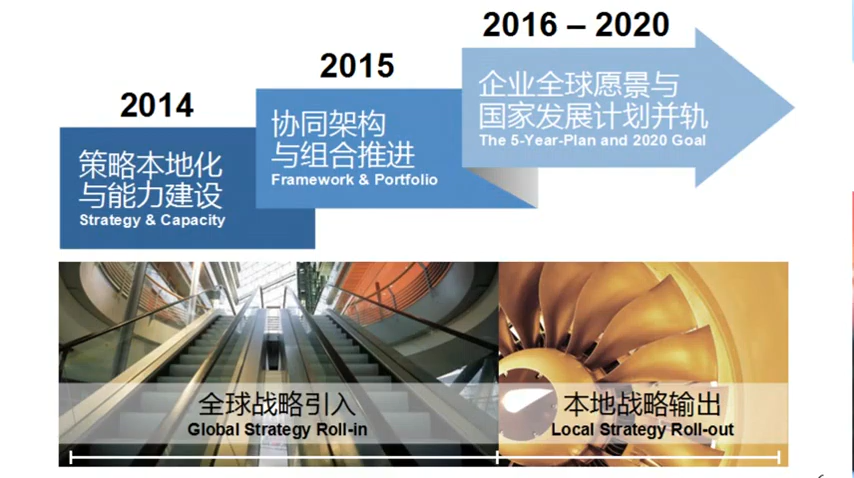 2014
策略本地化
与能力建设
Strategy & Capacity
2015
协同架构
与组合推进
Framework & Portfolio
2016 – 2020
企业全球愿景与
国家发展计划并轨
The 5-Year-Plan and 2020 Goal
全球战略引入
Global Strategy Roll-in
本地战略输出
Local Strategy Roll-out